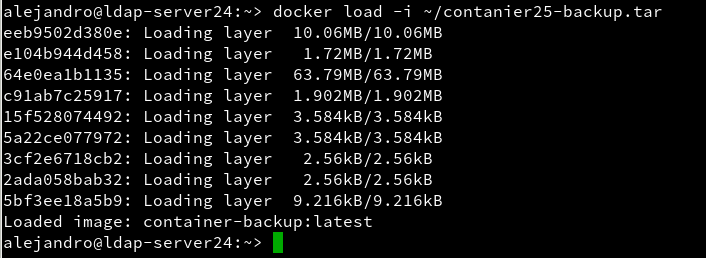 alejandro@ldap-server24:~> docker load -i ~/contanier25-backup.tar
eeb9502d380e: Loading layer  10.06MB/10.06MB
e104b944d458: Loading layer   1.72MB/1.72MB
64e0ea1b1135: Loading layer  63.79MB/63.79MB
c91ab7c25917: Loading layer  1.902MB/1.902MB
15f528074492: Loading layer  3.584kB/3.584kB
5a22ce077972: Loading layer  3.584kB/3.584kB
3cf2e6718cb2: Loading layer   2.56kB/2.56kB
2ada058bab32: Loading layer   2.56kB/2.56kB
5bf3ee18a5b9: Loading layer  9.216kB/9.216kB
Loaded image: container-backup:latest
alejandro@ldap-server24:~>